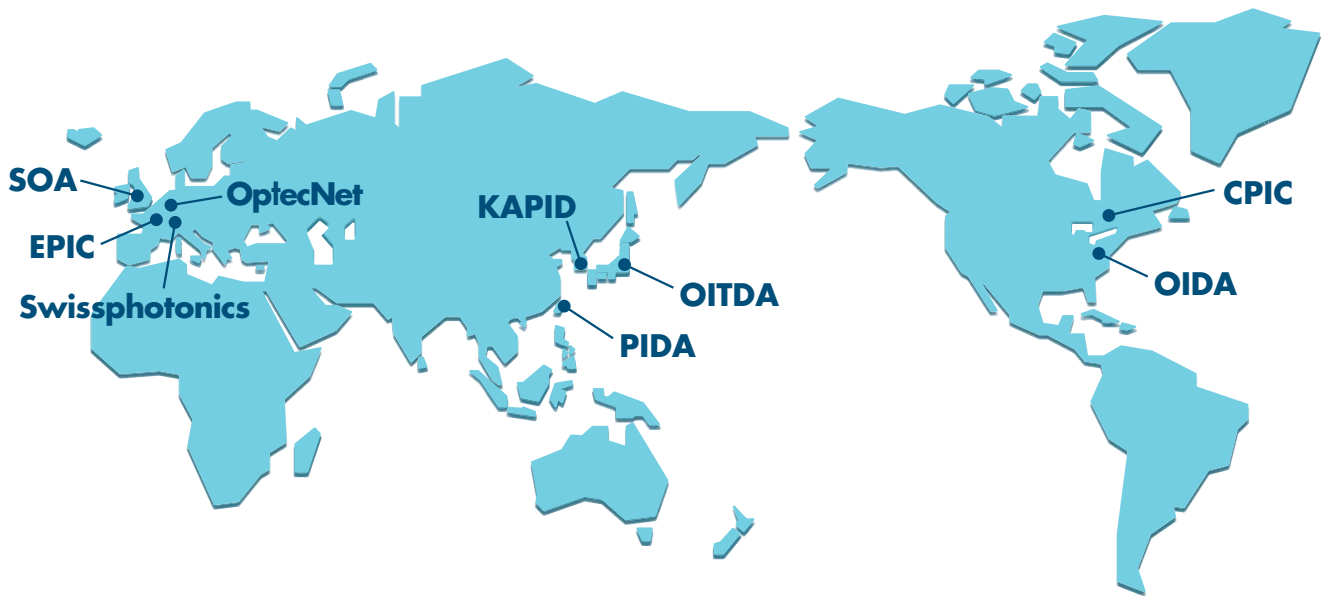 SOA
OptecNet
KAPID
CPIC
EPIC
OIDA
OITDA
Swissphotonics
PIDA